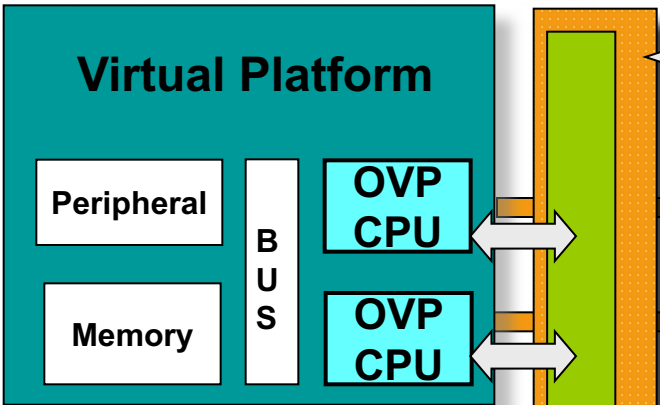 Virtual Platform
Peripheral
Memory
B
U
S
OVP
CPU
OVP
CPU